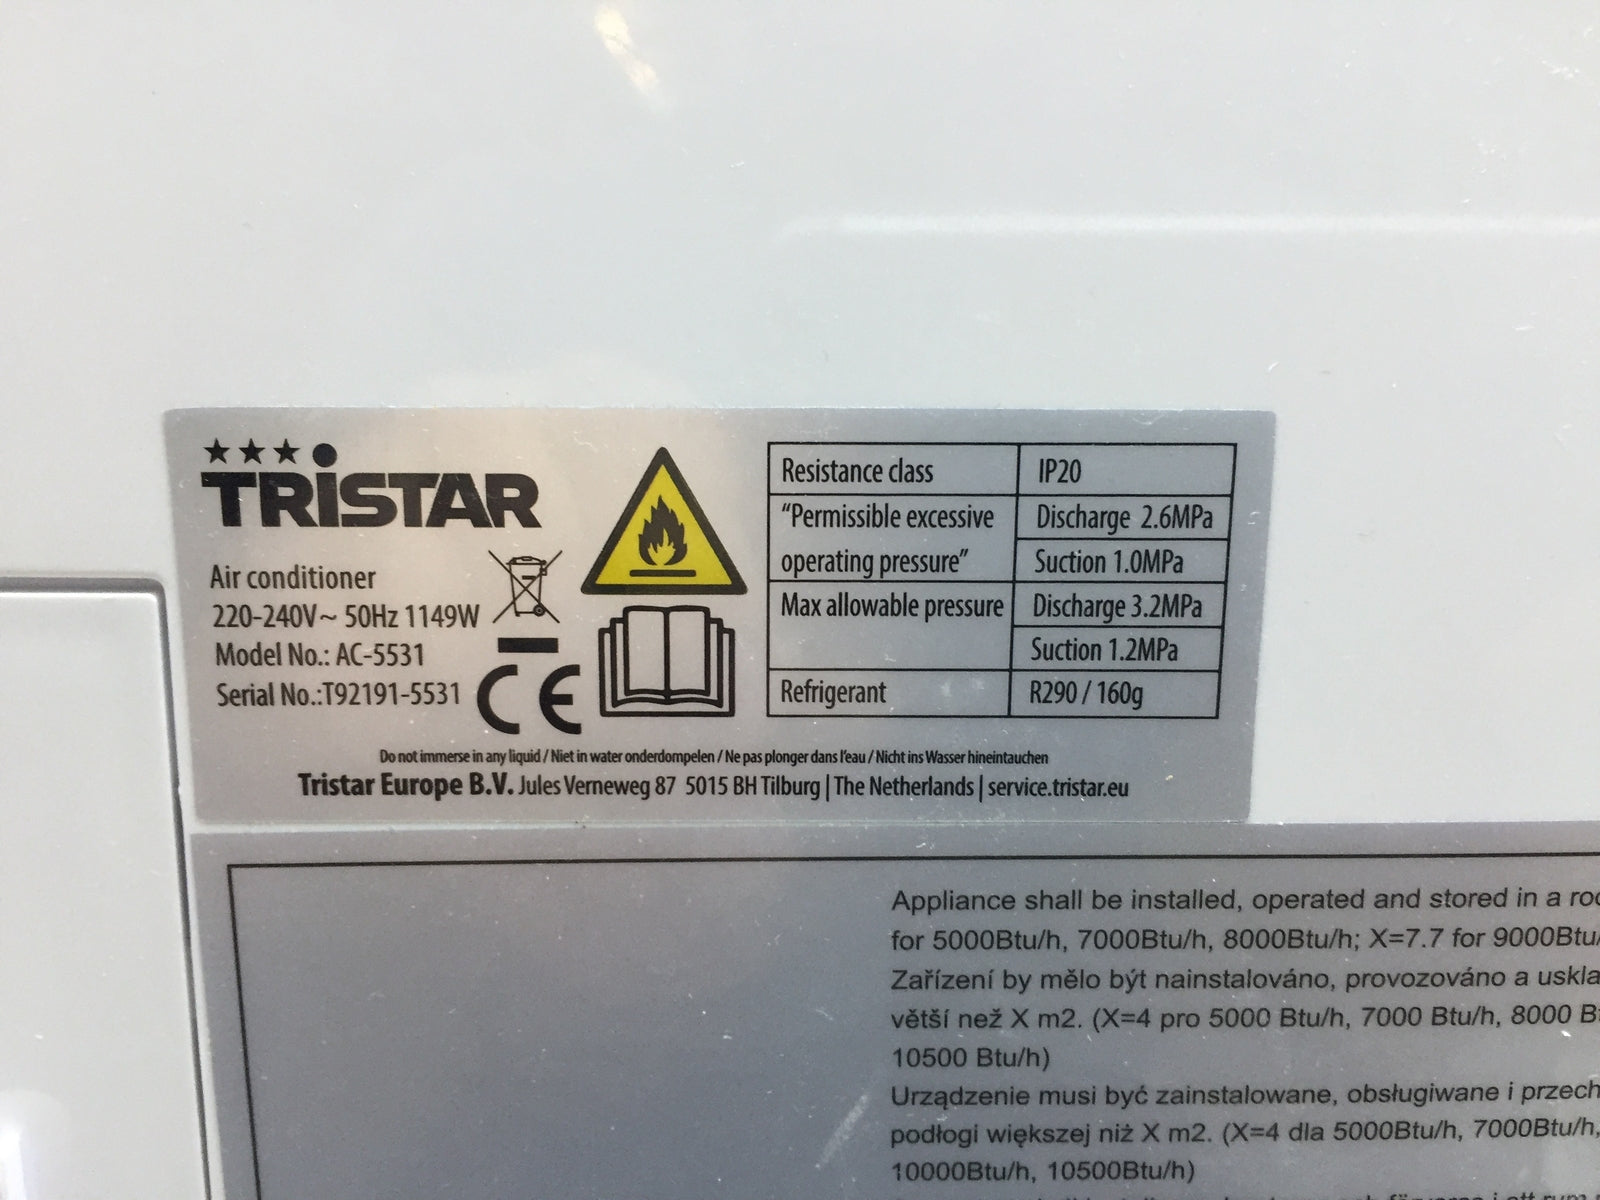 TRiSTAR
Air conditioner
220-240V~ 50Hz 1149W
Model No.: AC-5531
Serial No.:T92191-5531
CE
Resistance class IP20
"Permissible excessive operating pressure" Discharge 2.6MPa
Suction 1.0MPa
Max allowable pressure Discharge 3.2MPa
Suction 1.2MPa
Refrigerant R290 / 160g
Do not immerse in any liquid / Niet in water onderdompelen / Ne pas plonger dans l'eau / Nicht ins Wasser hineintauchen
Tristar Europe B.V. Jules Verneweg 87 5015 BH Tilburg | The Netherlands | service.tristar.eu
Appliance shall be installed, operated and stored in a
for 5000Btu/h, 7000Btu/h, 8000Btu/h; X=7.7 for 9000Btu/
Zařízení by mělo být nainstalováno, provozováno a
větší než X m2. (X=4 pro 5000 Btu/h, 7000 Btu/h, 8000
10500 Btu/h)
Urządzenie musi być zainstalowane, obsługiwane i
podłogi większej niż X m2. (X=4 dla 5000Btu/h, 7000Btu/h,
10000Btu/h, 10500Btu/h)